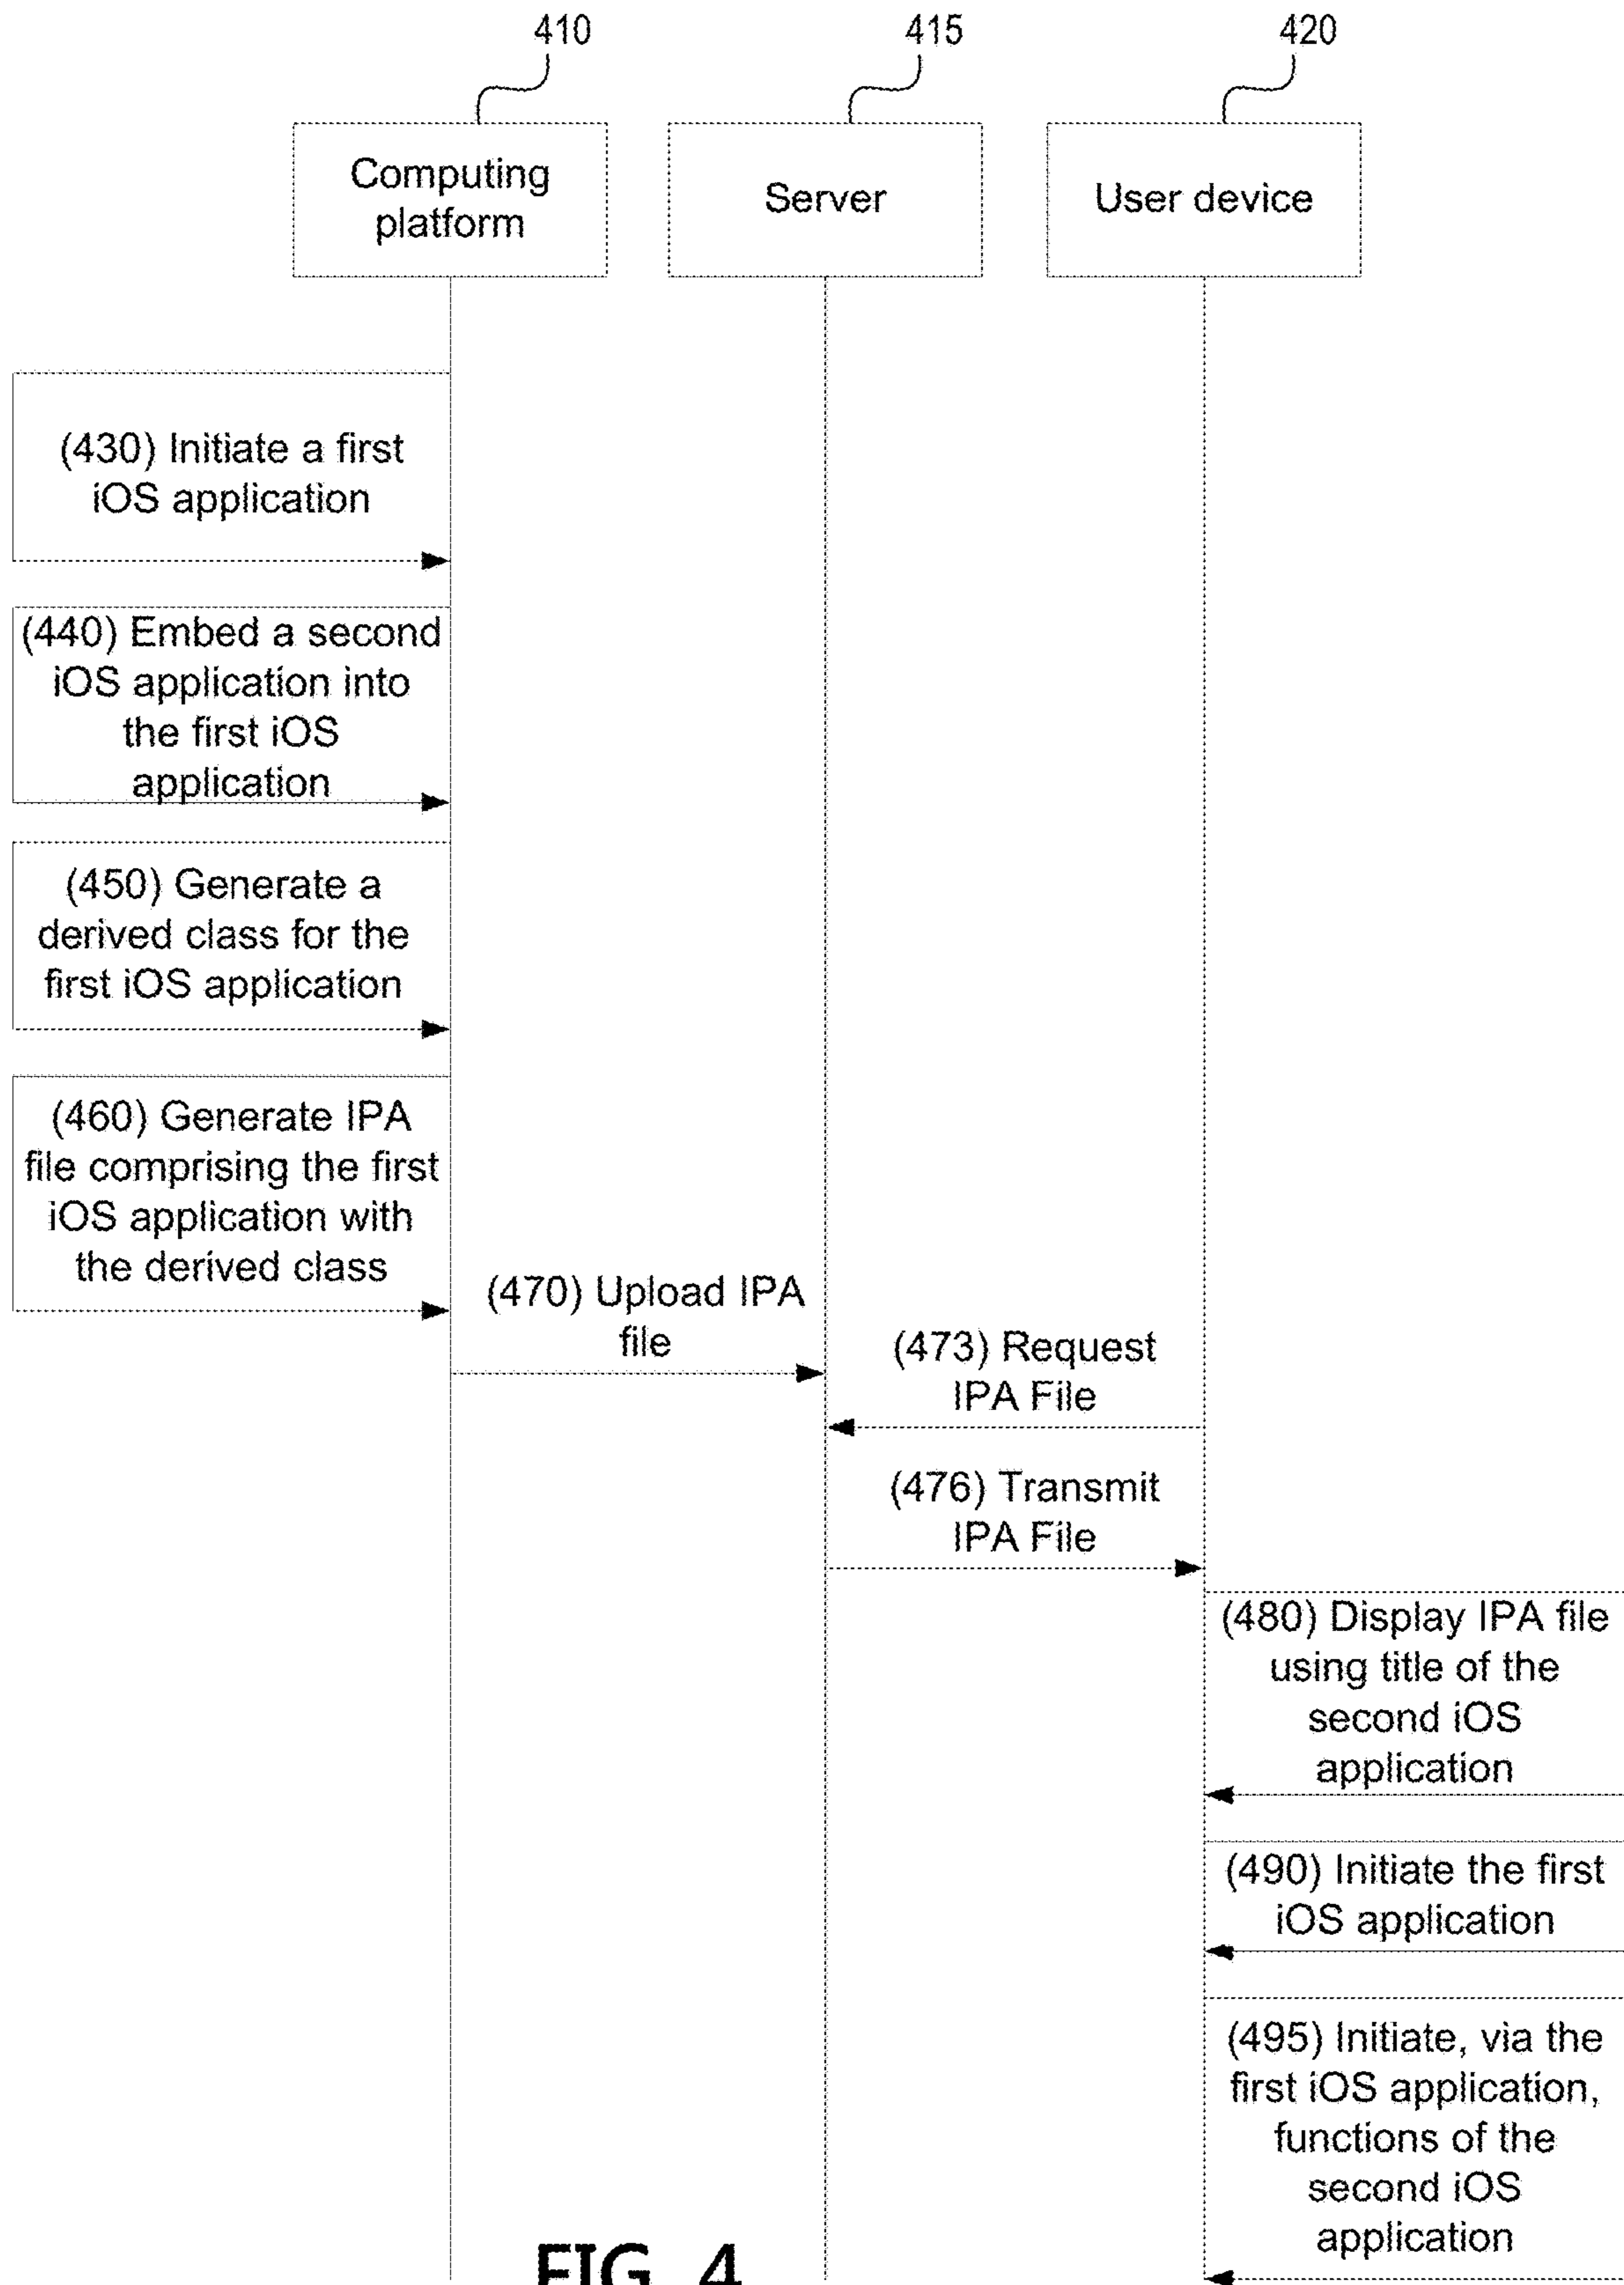 410
415
420
Computing
platform
Server
User device
(430) Initiate a first
iOS application
(440) Embed a second
iOS application into
the first iOS
application
(450) Generate a
derived class for the
first iOS application
(460) Generate IPA
file comprising the first
iOS application with
the derived class
(470) Upload IPA
file
(473) Request
IPA File
(476) Transmit
IPA File
(480) Display IPA file
using title of the
second iOS
application
(490) Initiate the first
iOS application
(495) Initiate, via the
first iOS application,
functions of the
second iOS
application
FIG. 4